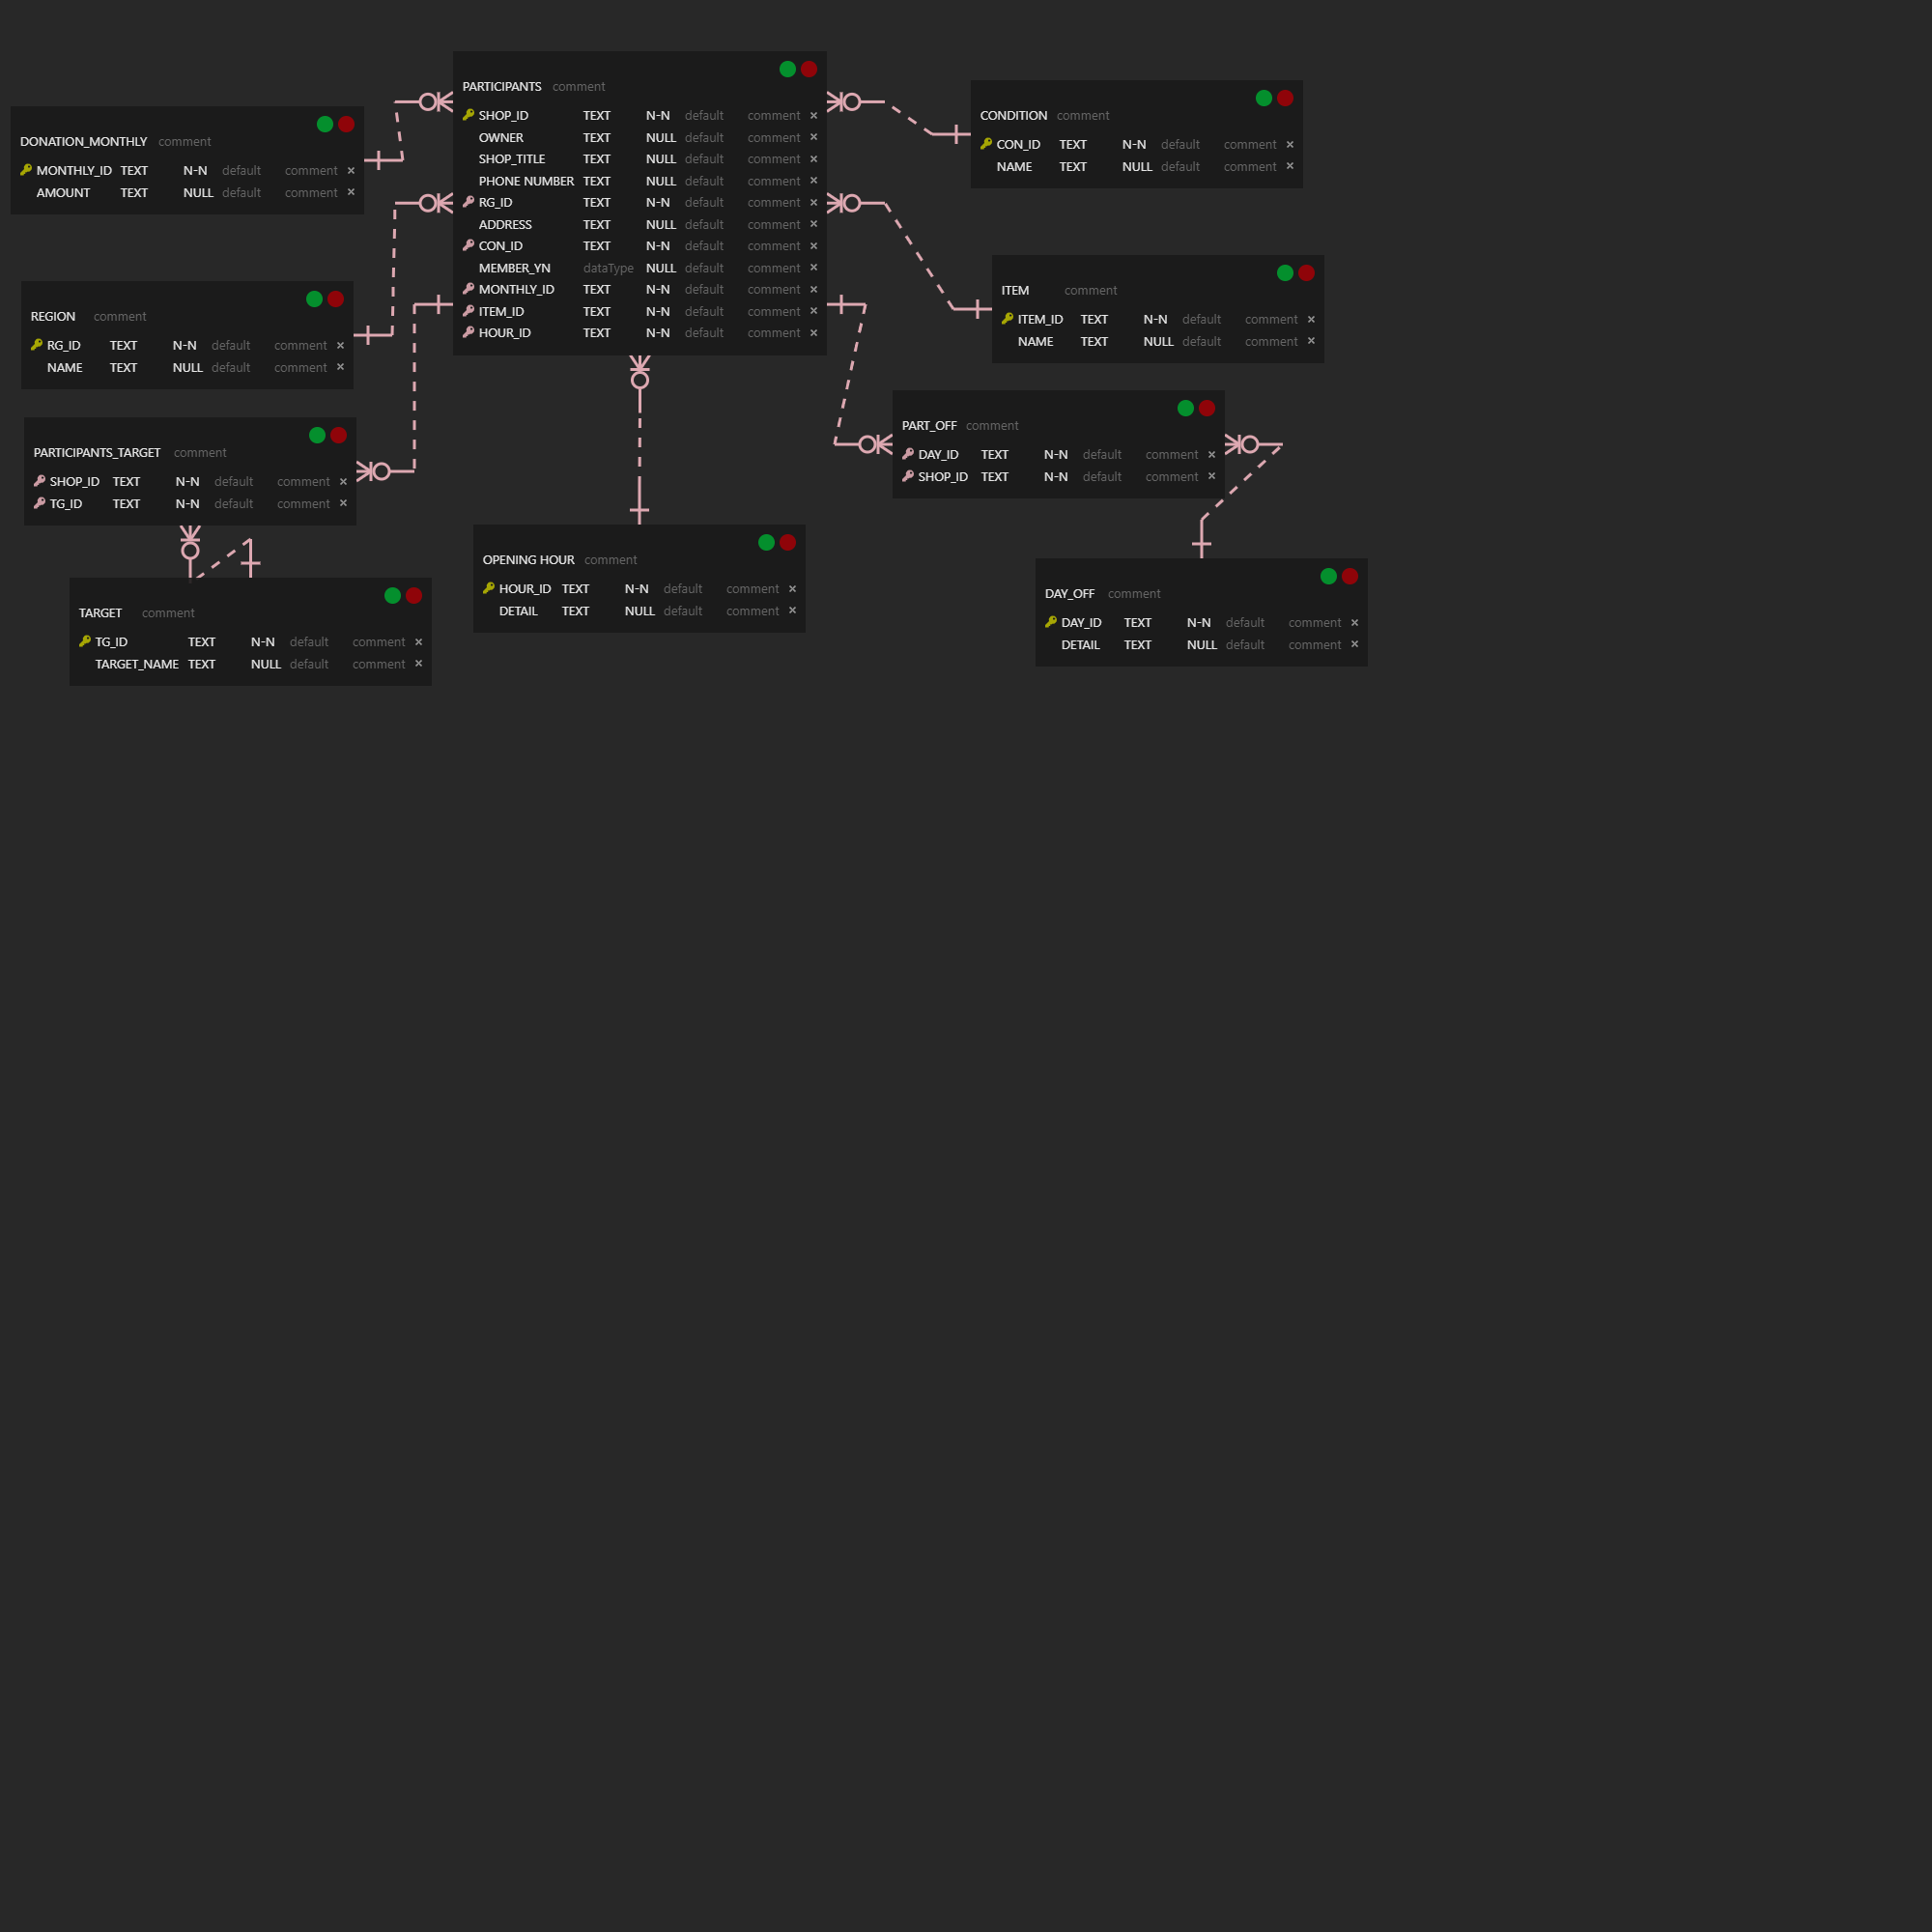 PARTICIPANTS comment
SHOP_ID TEXT N-N default comment ×
OWNER TEXT NULL default comment ×
SHOP_TITLE TEXT NULL default comment ×
PHONE NUMBER TEXT NULL default comment ×
RG_ID TEXT N-N default comment ×
ADDRESS TEXT NULL default comment ×
CON_ID TEXT N-N default comment ×
MEMBER_YN dataType NULL default comment ×
MONTHLY_ID TEXT N-N default comment ×
ITEM_ID TEXT N-N default comment ×
HOUR_ID TEXT N-N default comment ×
CONDITION comment
CON_ID TEXT N-N default comment ×
NAME TEXT NULL default comment ×
DONATION_MONTHLY comment
MONTHLY_ID TEXT N-N default comment ×
AMOUNT TEXT NULL default comment ×
ITEM comment
ITEM_ID TEXT N-N default comment ×
NAME TEXT NULL default comment ×
REGION comment
RG_ID TEXT N-N default comment ×
NAME TEXT NULL default comment ×
PART_OFF comment
DAY_ID TEXT N-N default comment ×
SHOP_ID TEXT N-N default comment ×
PARTICIPANTS_TARGET comment
SHOP_ID TEXT N-N default comment ×
TG_ID TEXT N-N default comment ×
OPENING HOUR comment
HOUR_ID TEXT N-N default comment ×
DETAIL TEXT NULL default comment ×
DAY_OFF comment
DAY_ID TEXT N-N default comment ×
DETAIL TEXT NULL default comment ×
TARGET comment
TG_ID TEXT N-N default comment ×
TARGET_NAME TEXT NULL default comment ×